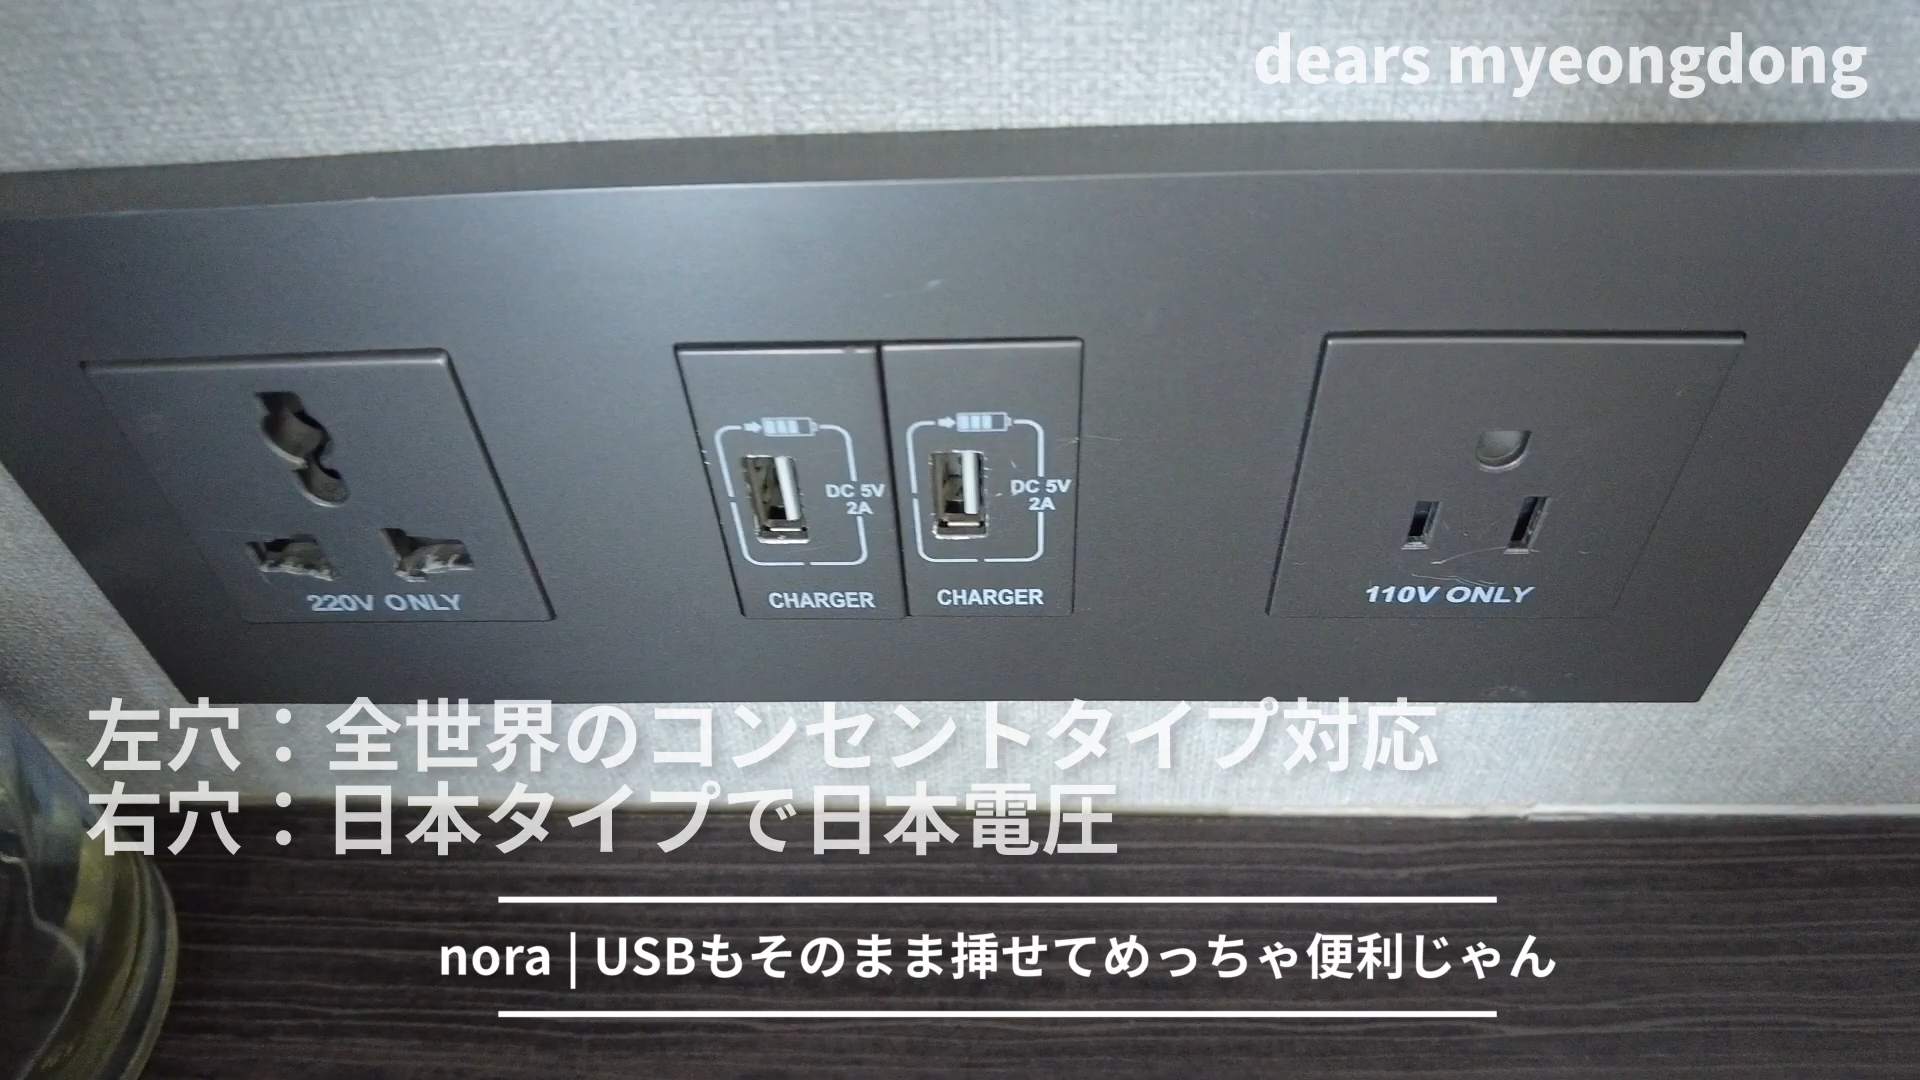 dears myeongdong
220V ONLY
DC 5V
2A
CHARGER
DC 5V
2A
CHARGER
110V ONLY
左穴：全世界のコンセントタイプ対応
右穴：日本タイプで日本電圧
nora | USBもそのまま挿せてめっちゃ便利じゃん